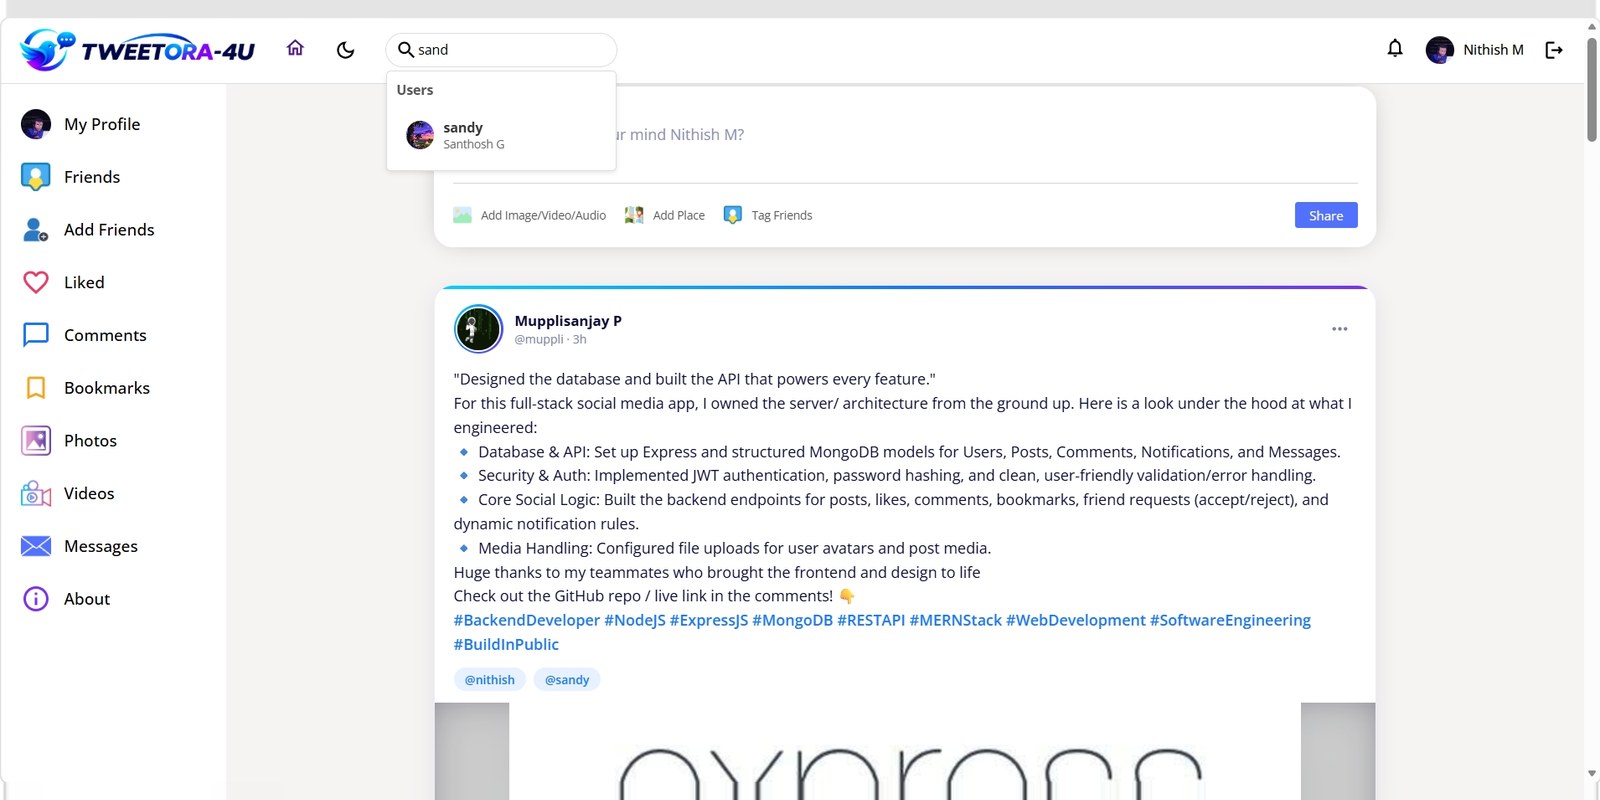 TWEETORA-4U
sand
Nithish M
Users
sandy
Santhosh G
ur mind Nithish M?
Add Image/Video/Audio
Add Place
Tag Friends
Share
My Profile
Friends
Add Friends
Liked
Comments
Bookmarks
Photos
Videos
Messages
About
Mupplisanjay P
@muppli · 3h
"Designed the database and built the API that powers every feature."
For this full-stack social media app, I owned the server/ architecture from the ground up. Here is a look under the hood at what I
engineered:
🔹 Database & API: Set up Express and structured MongoDB models for Users, Posts, Comments, Notifications, and Messages.
🔹 Security & Auth: Implemented JWT authentication, password hashing, and clean, user-friendly validation/error handling.
🔹 Core Social Logic: Built the backend endpoints for posts, likes, comments, bookmarks, friend requests (accept/reject), and
dynamic notification rules.
🔹 Media Handling: Configured file uploads for user avatars and post media.
Huge thanks to my teammates who brought the frontend and design to life
Check out the GitHub repo / live link in the comments! 👇
#BackendDeveloper #NodeJS #ExpressJS #MongoDB #RESTAPI #MERNStack #WebDevelopment #SoftwareEngineering
#BuildInPublic
@nithish @sandy
express